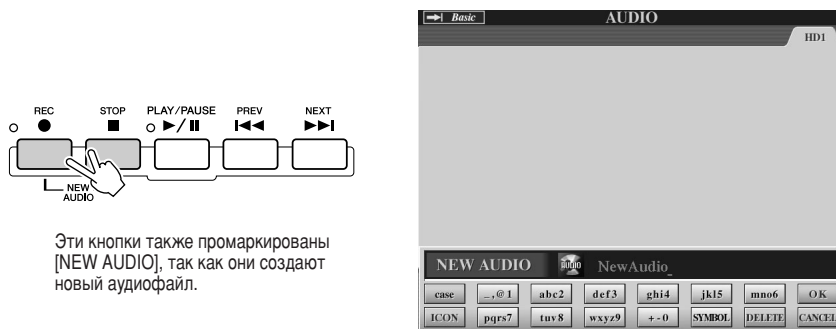 REC
STOP
PLAY/PAUSE
PREV
NEXT
NEW
AUDIO
Эти кнопки также промаркированы
[NEW AUDIO], так как они создают
новый аудиофайл.
Basic
AUDIO
HD1
NEW AUDIO
AUDIO
NewAudio_
case _,@1 abc2 def3 ghi4 jkl5 mno6 OK
ICON pqrs7 tuv8 wxyz9 +-0 SYMBOL DELETE CANCEL